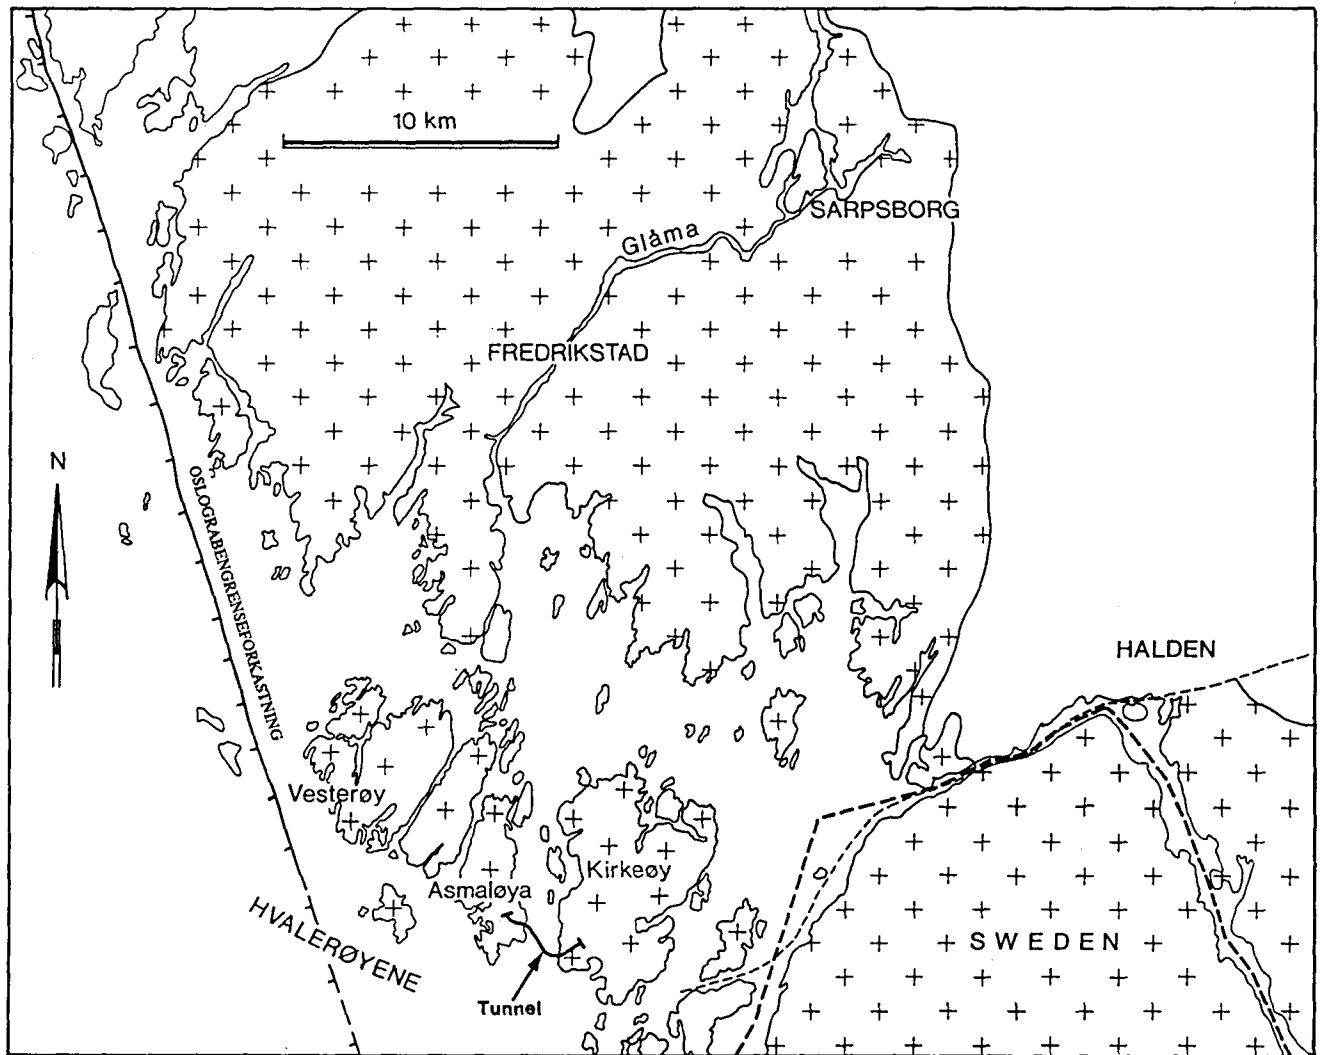 10 km
SARPSBORG
Glåma
FREDRIKSTAD
N
OSLOGRABENGRENSEFORKASTNING
HALDEN
Vesterøy
Kirkeøy
Asmaløya
HVALERØYENE
SWEDEN
Tunnel